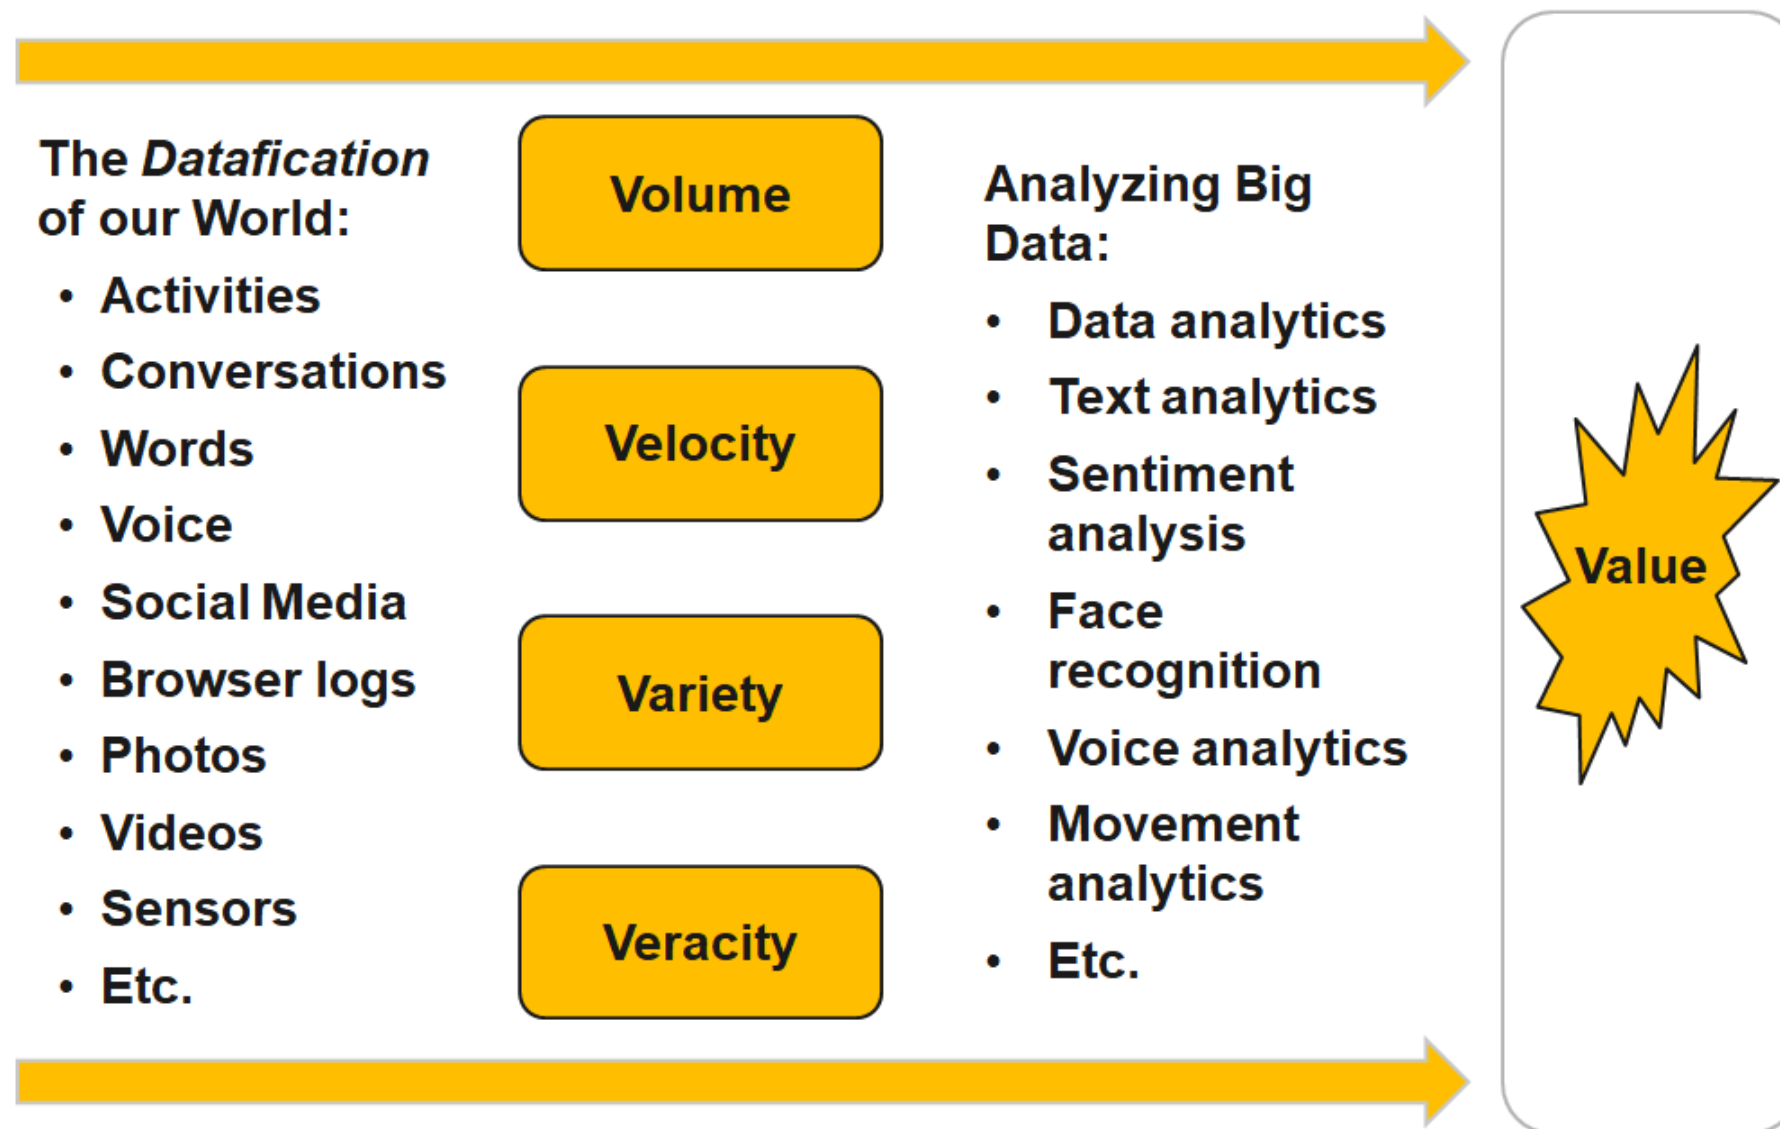 The Datafication
of our World:
• Activities
• Conversations
• Words
• Voice
• Social Media
• Browser logs
• Photos
• Videos
• Sensors
• Etc.
Volume
Velocity
Variety
Veracity
Analyzing Big
Data:
• Data analytics
• Text analytics
• Sentiment
analysis
• Face
recognition
• Voice analytics
• Movement
analytics
• Etc.
Value